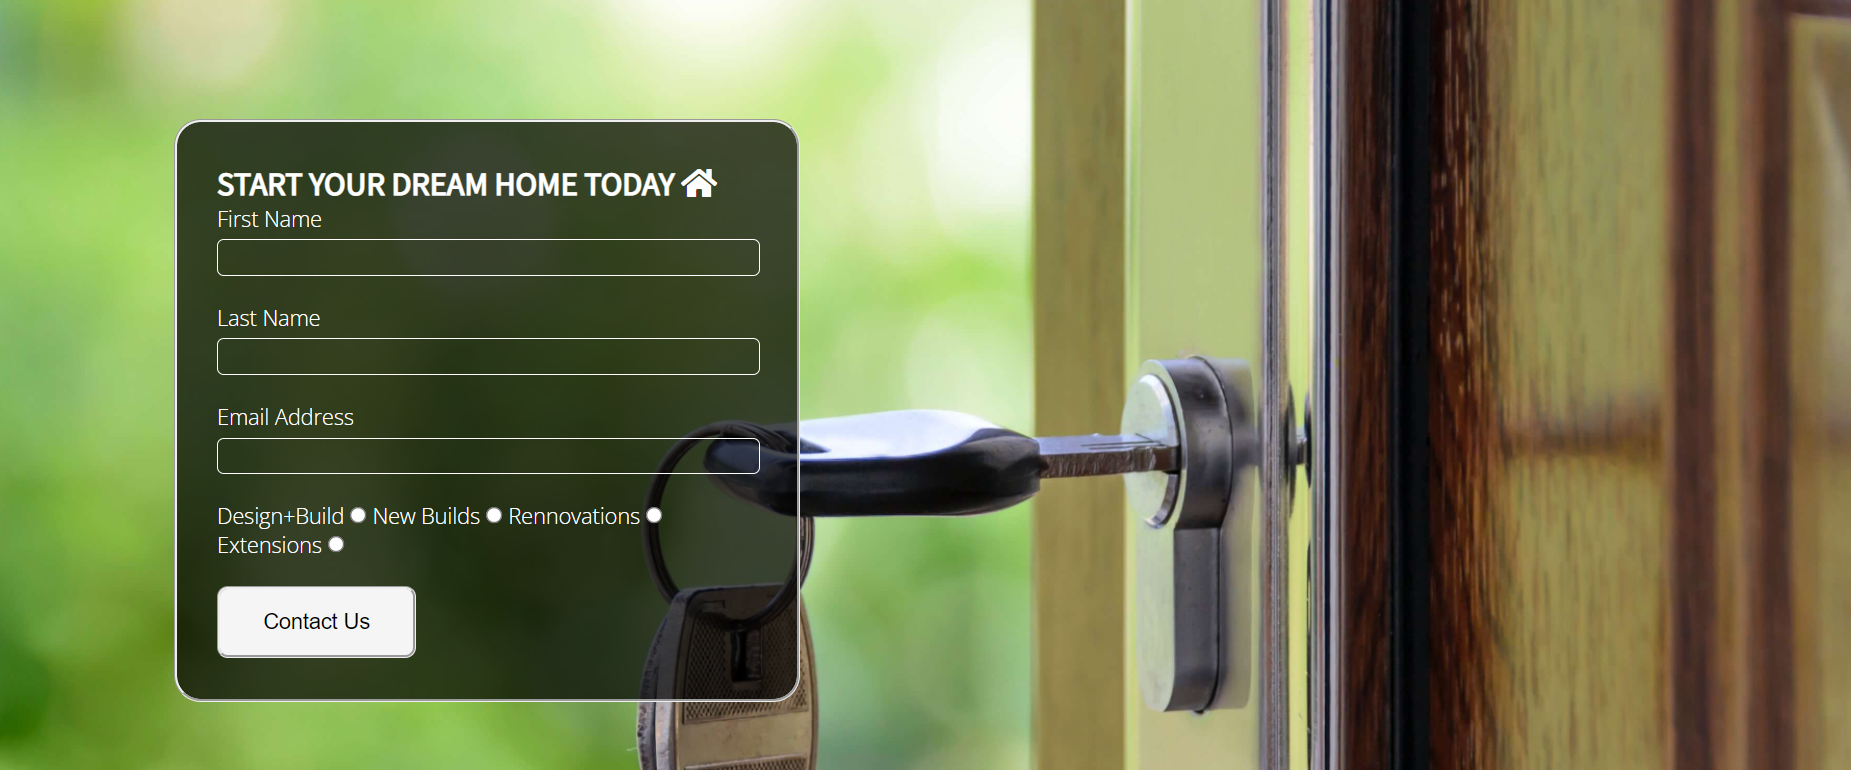 START YOUR DREAM HOME TODAY
First Name
Last Name
Email Address
Design+Build New Builds Rennovations
Extensions
Contact Us